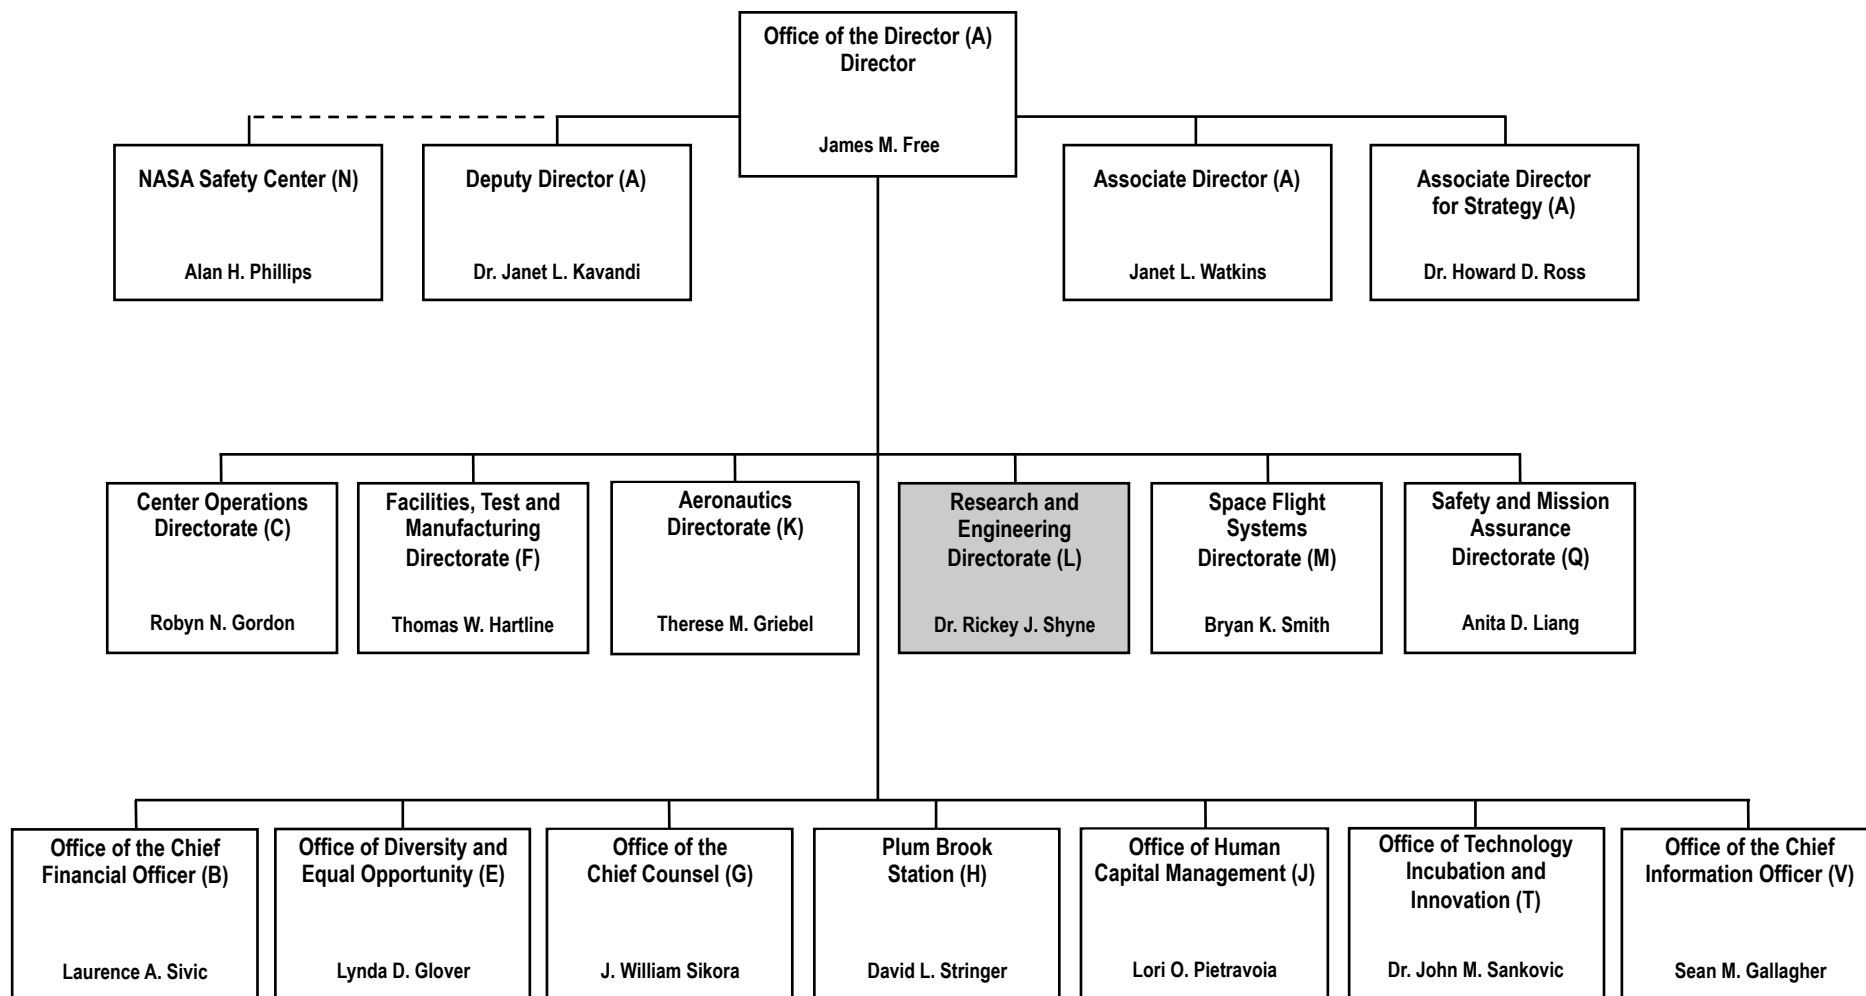 Office of the Director (A)
Director
James M. Free
NASA Safety Center (N)
Alan H. Phillips
Deputy Director (A)
Dr. Janet L. Kavandi
Associate Director (A)
Janet L. Watkins
Associate Director
for Strategy (A)
Dr. Howard D. Ross
Center Operations
Directorate (C)
Robyn N. Gordon
Facilities, Test and
Manufacturing
Directorate (F)
Thomas W. Hartline
Aeronautics
Directorate (K)
Therese M. Griebel
Research and
Engineering
Directorate (L)
Dr. Rickey J. Shyne
Space Flight
Systems
Directorate (M)
Bryan K. Smith
Safety and Mission
Assurance
Directorate (Q)
Anita D. Liang
Office of the Chief
Financial Officer (B)
Laurence A. Sivic
Office of Diversity and
Equal Opportunity (E)
Lynda D. Glover
Office of the
Chief Counsel (G)
J. William Sikora
Plum Brook
Station (H)
David L. Stringer
Office of Human
Capital Management (J)
Lori O. Pietravoia
Office of Technology
Incubation and
Innovation (T)
Dr. John M. Sankovic
Office of the Chief
Information Officer (V)
Sean M. Gallagher